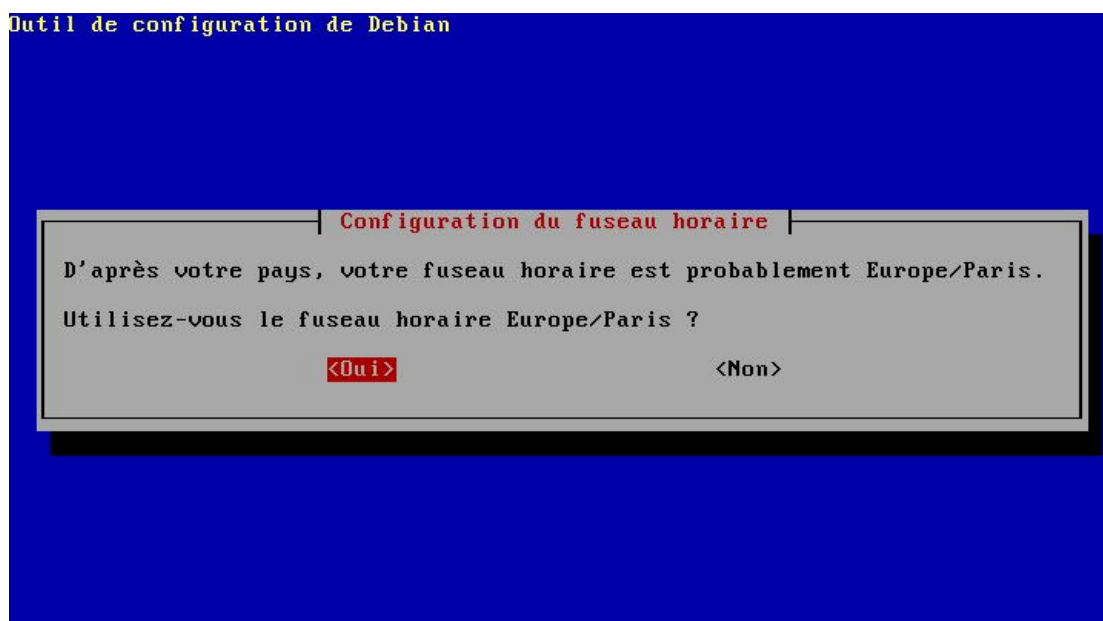 Outil de configuration de Debian
Configuration du fuseau horaire
D'après votre pays, votre fuseau horaire est probablement Europe/Paris.
Utilisez-vous le fuseau horaire Europe/Paris ?
<Oui> <Non>